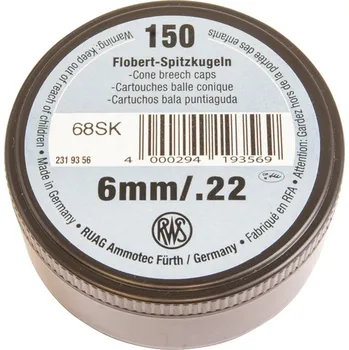 150
Flobert-Spitzkugeln
-Cone breech caps
-Cartouches balle conique
-Cartuchos bala puntiaguda
68SK
231 93 56
4 000294 193569
6mm/.22
RWS
Warning: Keep out of reach of children • Made in Germany • RUAG Ammotec Fürth / Germany • Fabriqué en RFA • Attention: Gardez hors de la portée des enfants